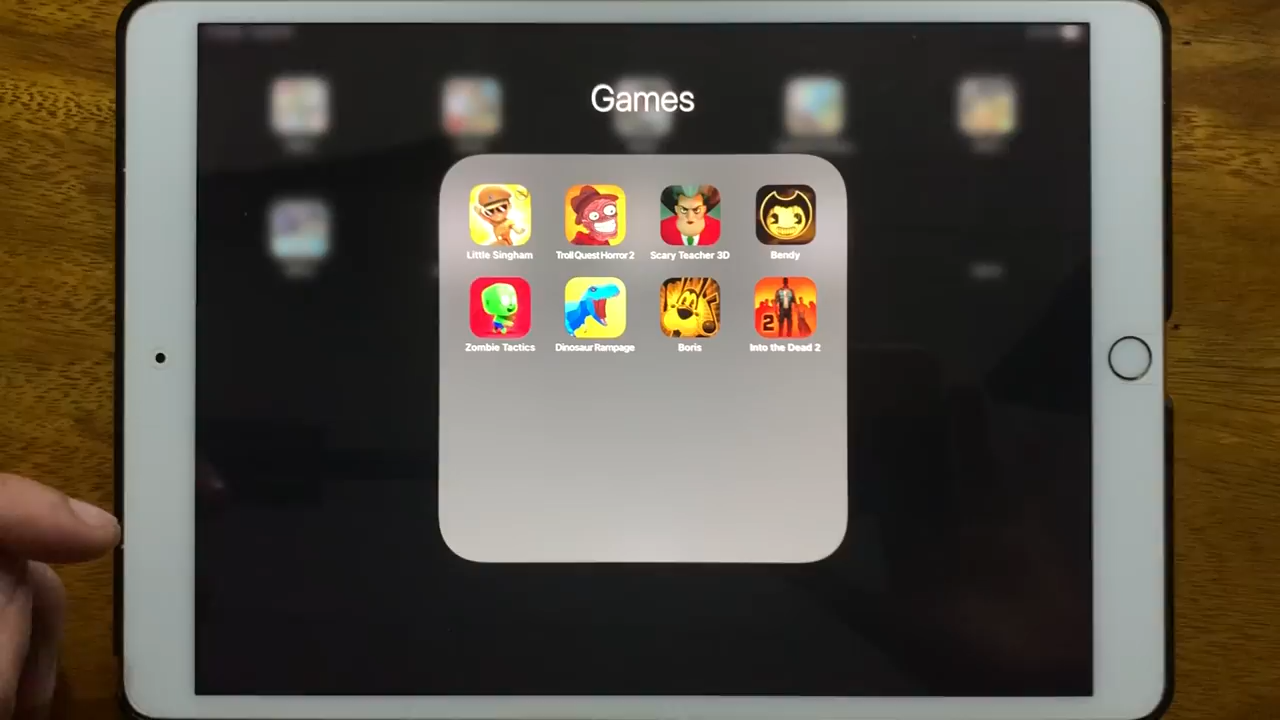 Games
Little Singham
Troll Quest Horror 2
Scary Teacher 3D
Bendy
Zombie Tactics
Dinosaur Rampage
Boris
2
Into the Dead 2